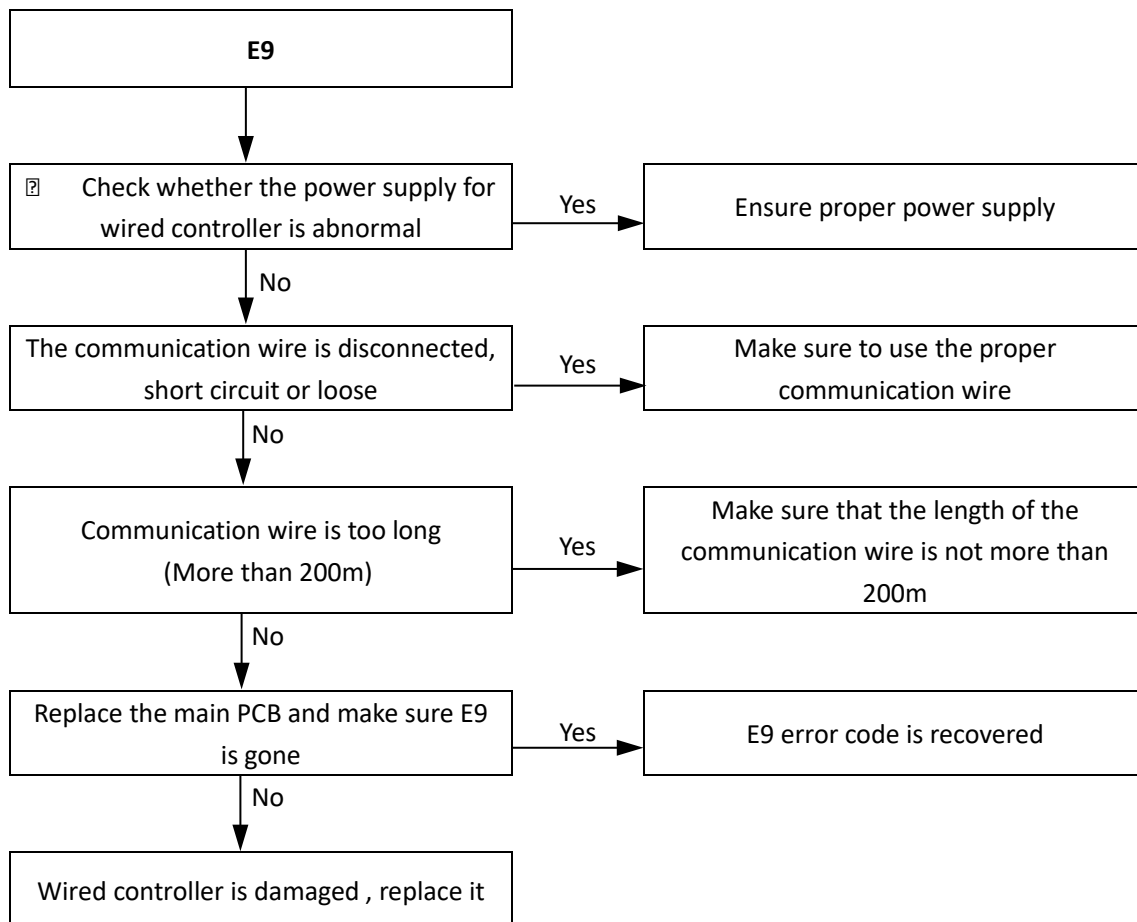 E9
⍰ Check whether the power supply for
wired controller is abnormal
Yes
Ensure proper power supply
No
The communication wire is disconnected,
short circuit or loose
Yes
Make sure to use the proper
communication wire
No
Communication wire is too long
(More than 200m)
Yes
Make sure that the length of the
communication wire is not more than
200m
No
Replace the main PCB and make sure E9
is gone
Yes
E9 error code is recovered
No
Wired controller is damaged , replace it